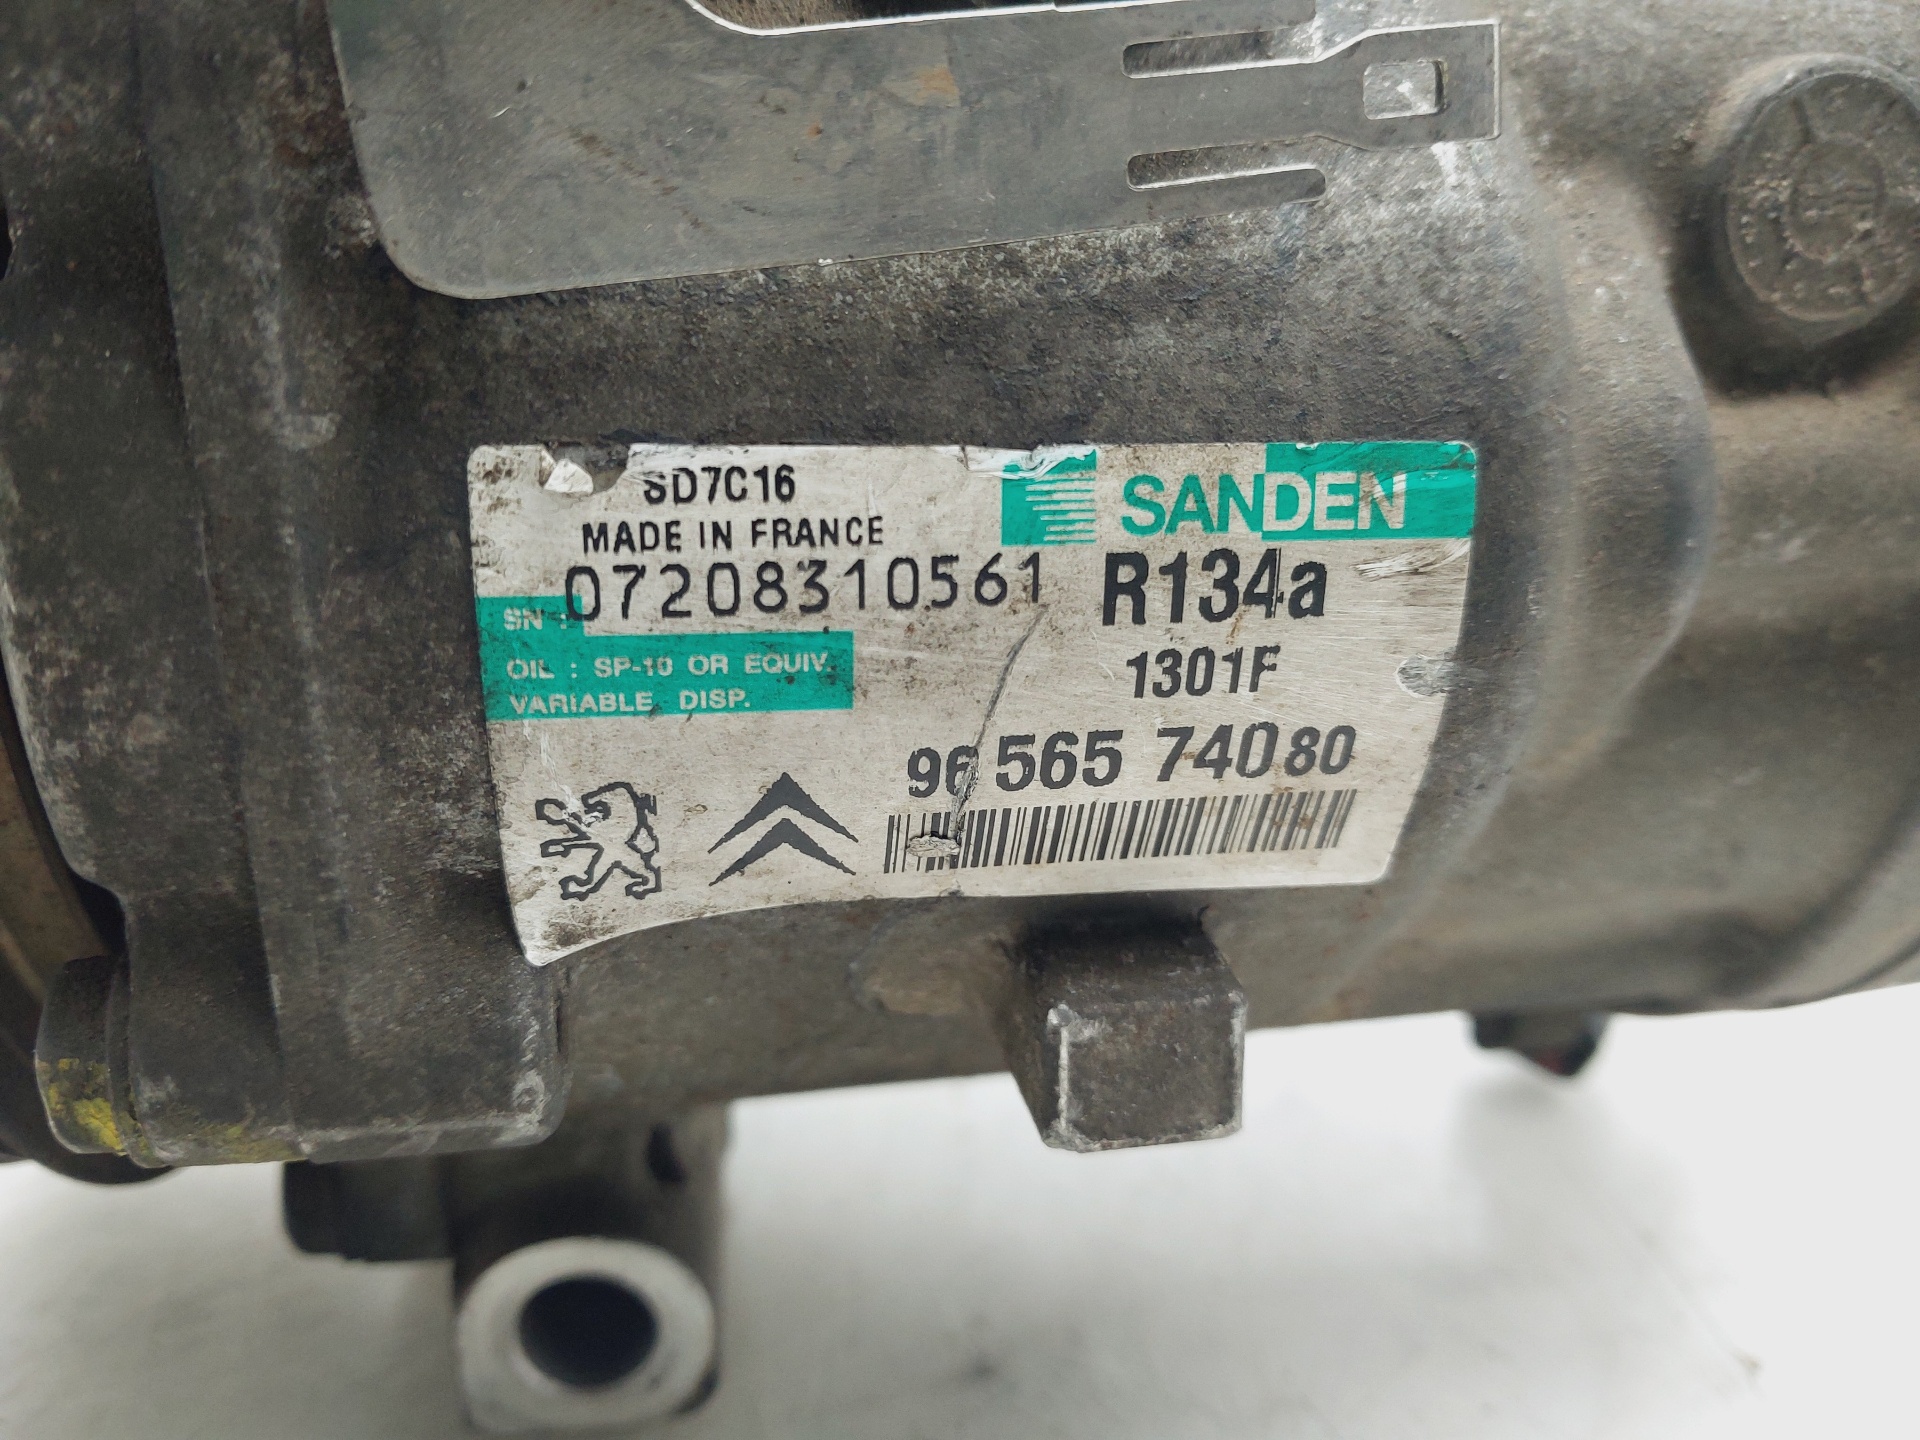 SD7C16
MADE IN FRANCE
SANDEN
SN : 07208310561
R134a
OIL : SP-10 OR EQUIV.
VARIABLE DISP.
1301F
96 565 740 80